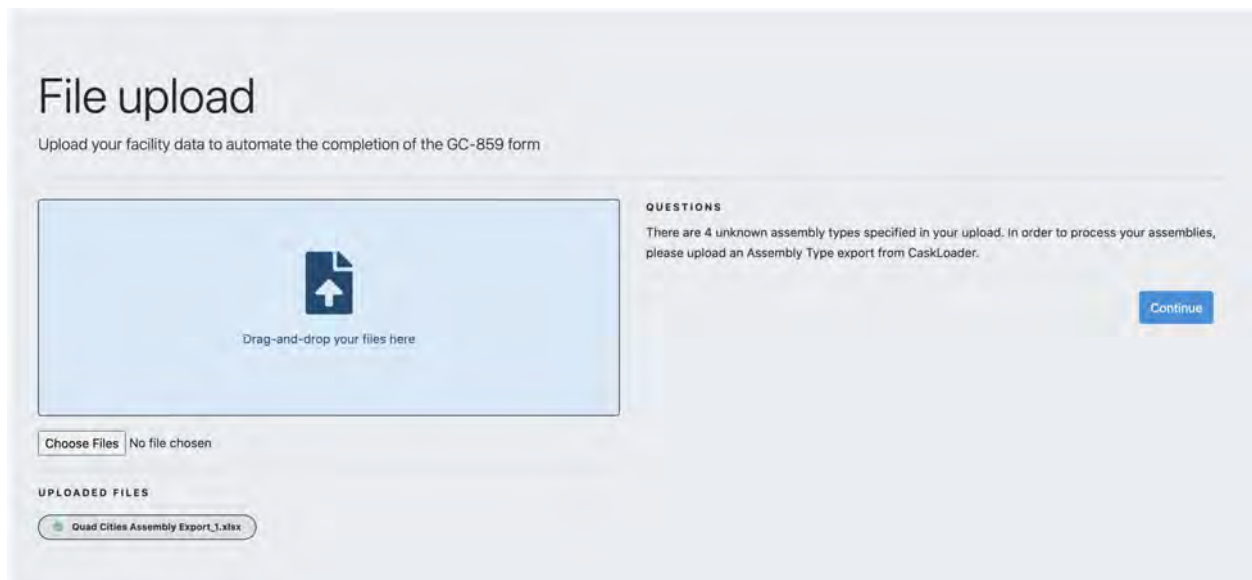 File upload
Upload your facility data to automate the completion of the GC-859 form
Drag-and-drop your files here
Choose Files No file chosen
UPLOADED FILES
Quad Cities Assembly Export_1.xlsx
QUESTIONS
There are 4 unknown assembly types specified in your upload. In order to process your assemblies,
please upload an Assembly Type export from CaskLoader.
Continue